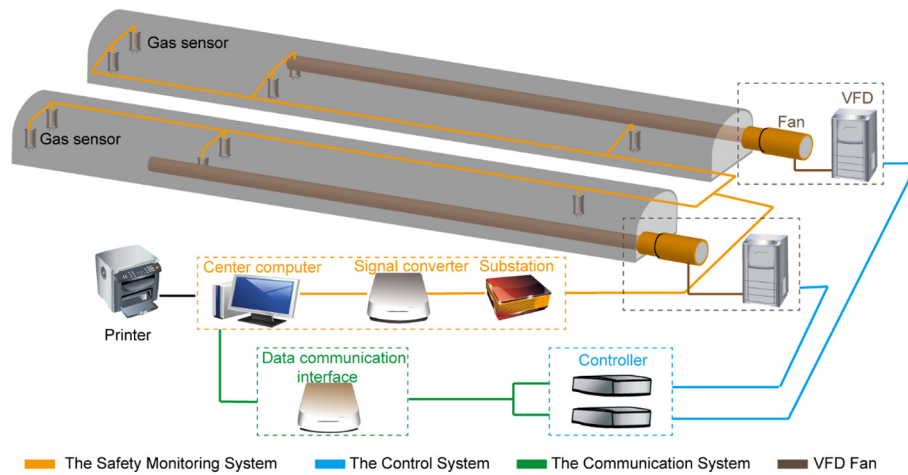 Gas sensor
VFD
Fan
Gas sensor
Center computer
Signal converter
Substation
Printer
Data communication
interface
Controller
The Safety Monitoring System
The Control System
The Communication System
VFD Fan